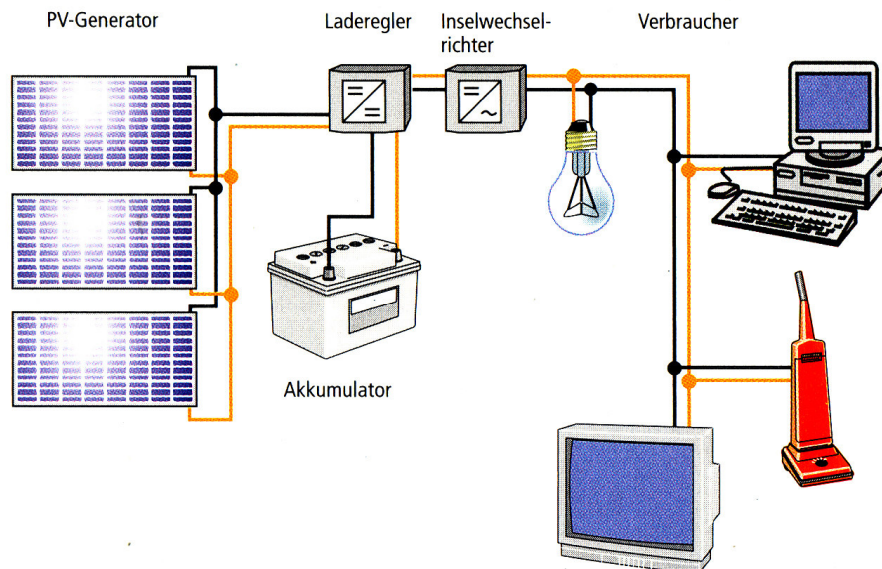 PV-Generator
Laderegler
Inselwechsel-
richter
Verbraucher
Akkumulator